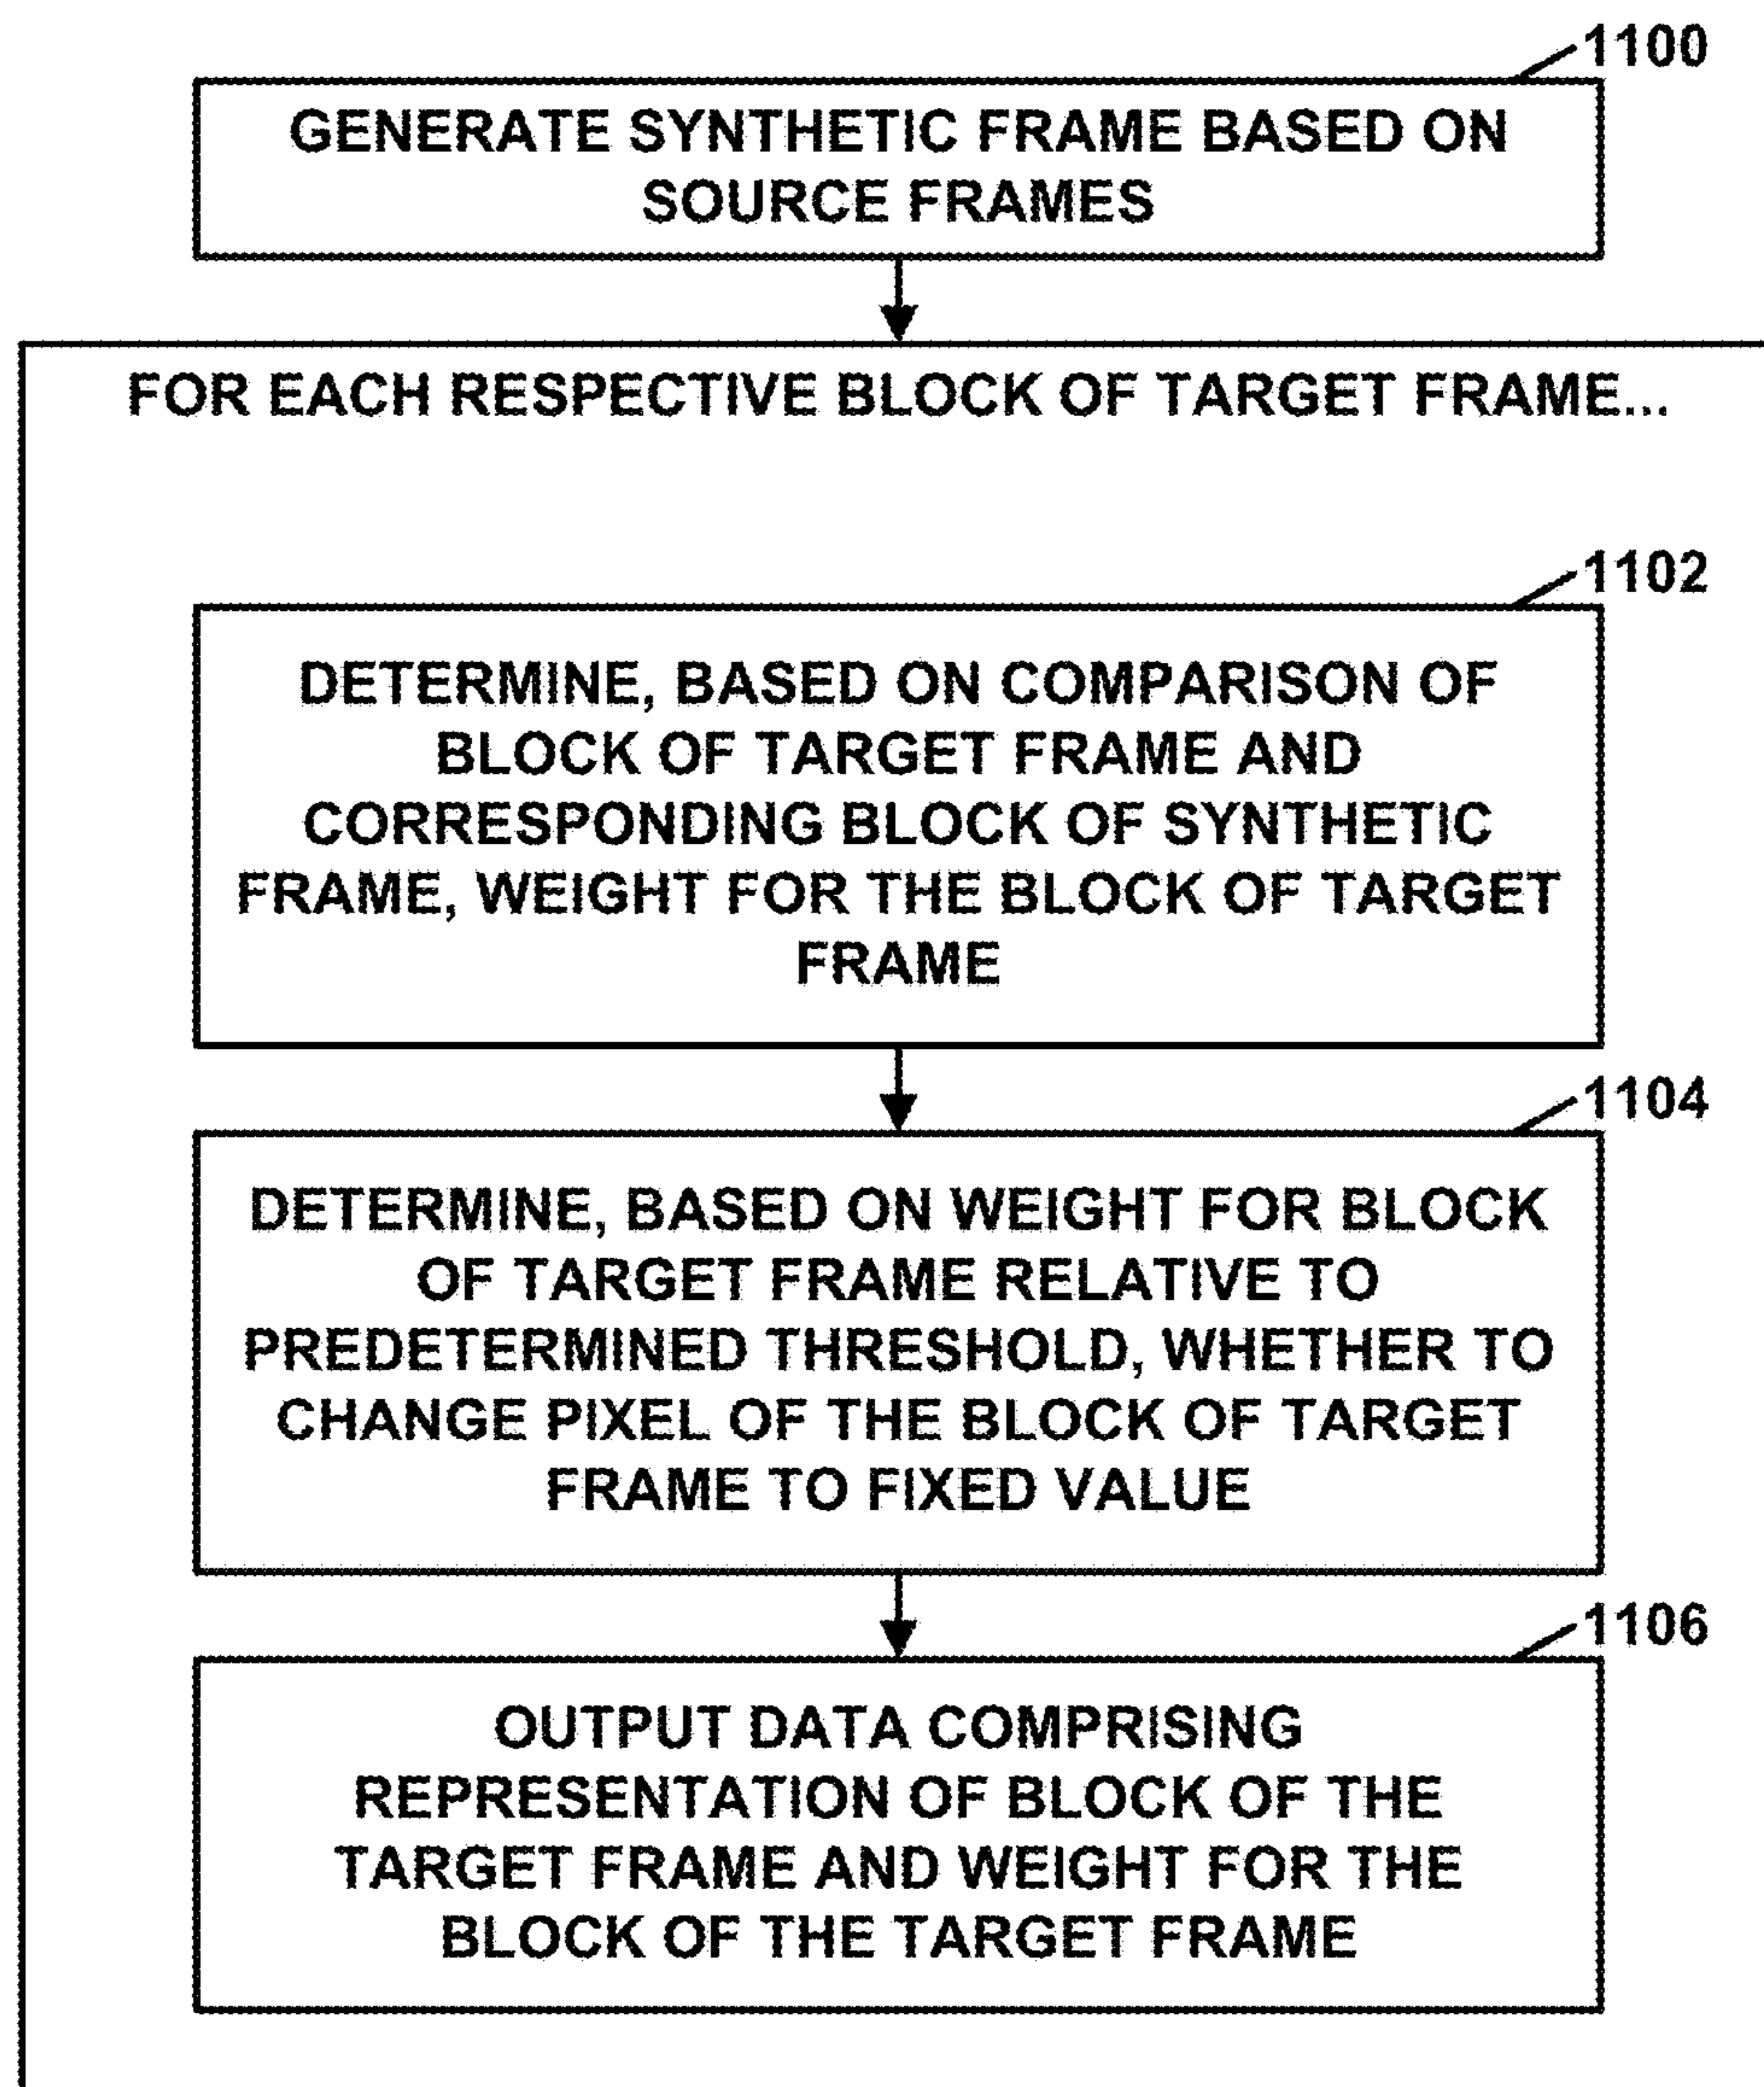 1100
GENERATE SYNTHETIC FRAME BASED ON
SOURCE FRAMES
FOR EACH RESPECTIVE BLOCK OF TARGET FRAME...
1102
DETERMINE, BASED ON COMPARISON OF
BLOCK OF TARGET FRAME AND
CORRESPONDING BLOCK OF SYNTHETIC
FRAME, WEIGHT FOR THE BLOCK OF TARGET
FRAME
1104
DETERMINE, BASED ON WEIGHT FOR BLOCK
OF TARGET FRAME RELATIVE TO
PREDETERMINED THRESHOLD, WHETHER TO
CHANGE PIXEL OF THE BLOCK OF TARGET
FRAME TO FIXED VALUE
1106
OUTPUT DATA COMPRISING
REPRESENTATION OF BLOCK OF THE
TARGET FRAME AND WEIGHT FOR THE
BLOCK OF THE TARGET FRAME